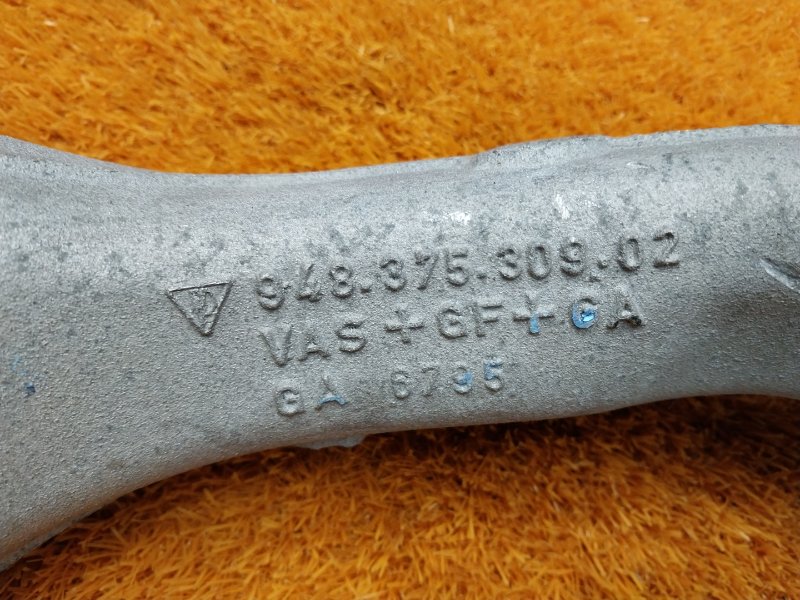 948.375.309.02
VAS + GF + GA
GA 6795